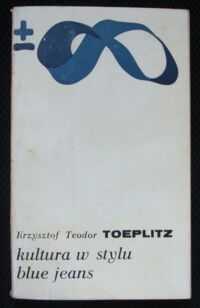 ±
Krzysztof Teodor TOEPLITZ
kultura w stylu
blue jeans